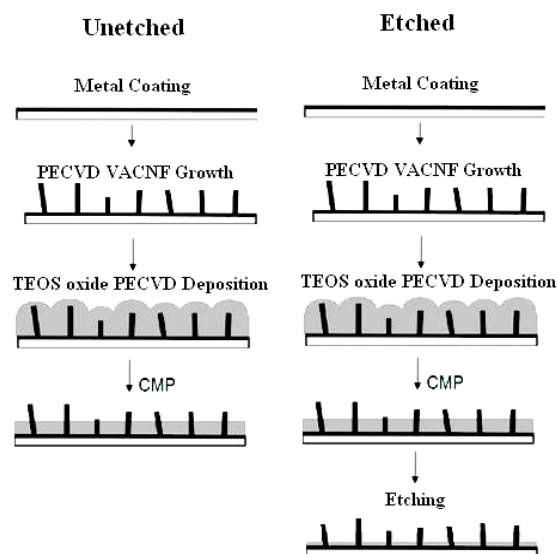 Unetched
Metal Coating
PECVD VACNF Growth
TEOS oxide PECVD Deposition
CMP
Etched
Metal Coating
PECVD VACNF Growth
TEOS oxide PECVD Deposition
CMP
Etching